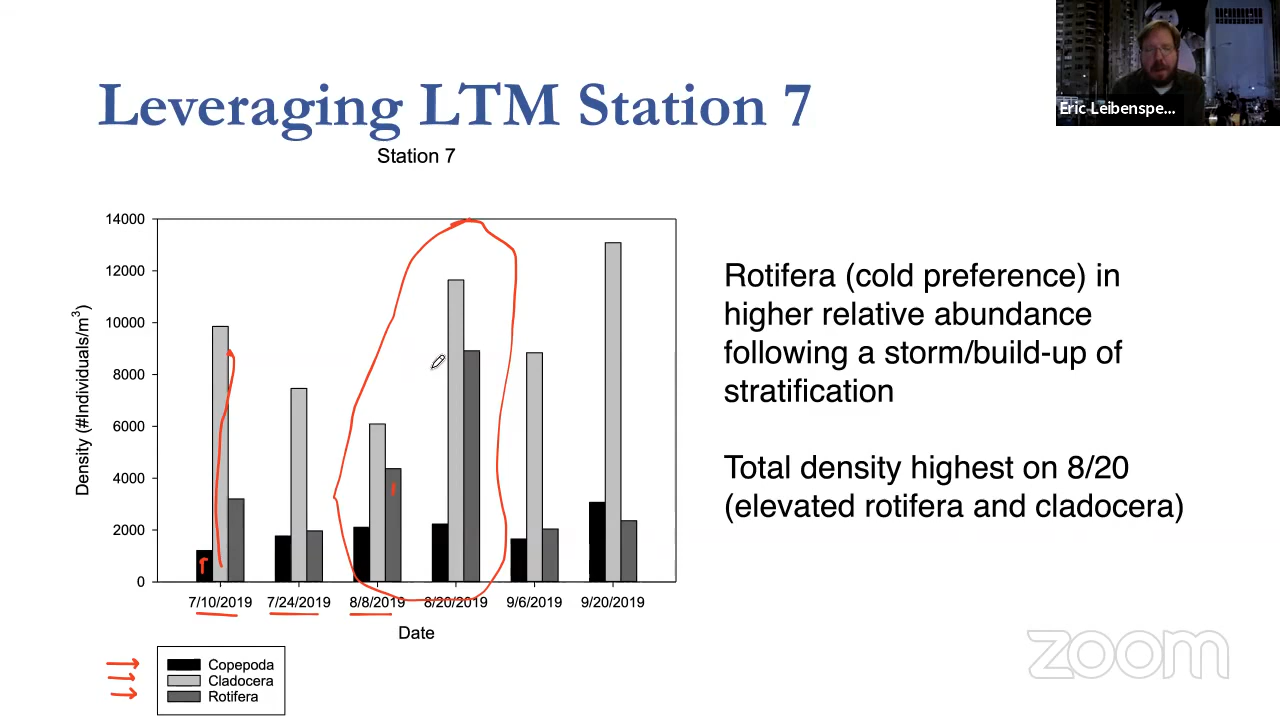 Leveraging LTM Station 7
Eric Leibenspe...
Station 7
14000
12000
10000
8000
6000
4000
2000
0
Density (#Individuals/m³)
7/10/2019 7/24/2019 8/8/2019 8/20/2019 9/6/2019 9/20/2019
Date
Copepoda
Cladocera
Rotifera
Rotifera (cold preference) in
higher relative abundance
following a storm/build-up of
stratification
Total density highest on 8/20
(elevated rotifera and cladocera)
zoom